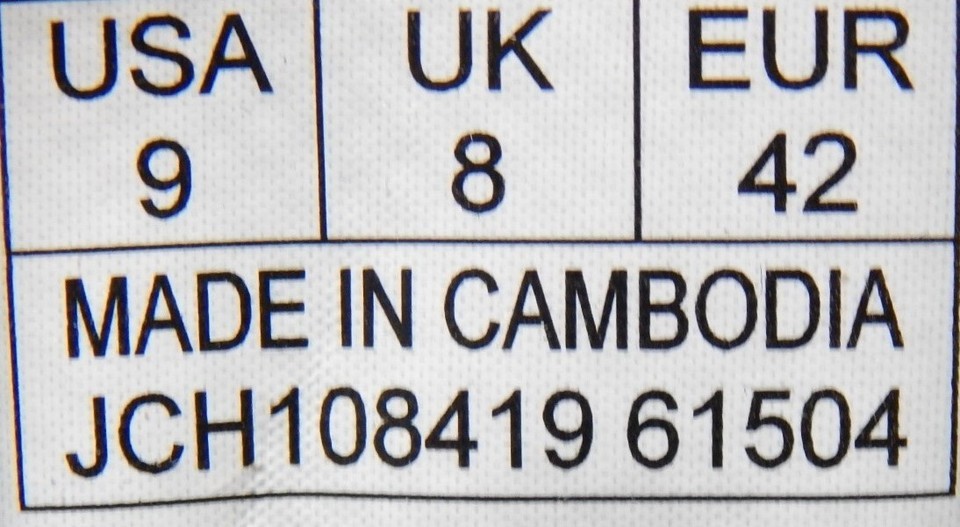 USA UK EUR
9 8 42
MADE IN CAMBODIA
JCH108419 61504